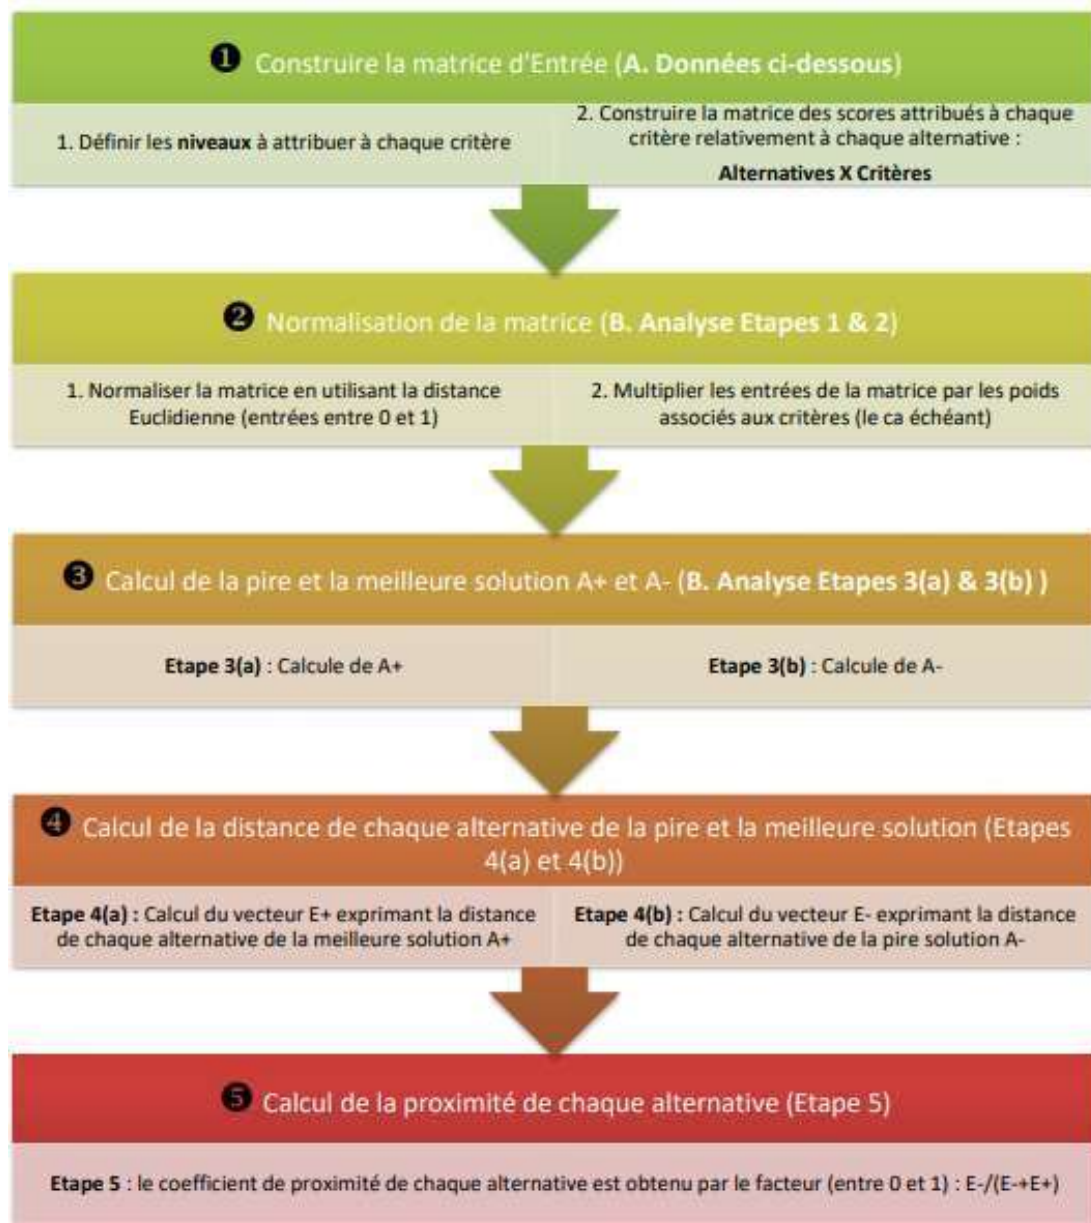 ❶ Construire la matrice d'Entrée (A. Données ci-dessous)
1. Définir les niveaux à attribuer à chaque critère
2. Construire la matrice des scores attribués à chaque
critère relativement à chaque alternative :
Alternatives X Critères
❷ Normalisation de la matrice (B. Analyse Etapes 1 & 2)
1. Normaliser la matrice en utilisant la distance
Euclidienne (entrées entre 0 et 1)
2. Multiplier les entrées de la matrice par les poids
associés aux critères (le ca échéant)
❸ Calcul de la pire et la meilleure solution A+ et A- (B. Analyse Etapes 3(a) & 3(b) )
Etape 3(a) : Calcule de A+
Etape 3(b) : Calcule de A-
❹ Calcul de la distance de chaque alternative de la pire et la meilleure solution (Etapes
4(a) et 4(b))
Etape 4(a) : Calcul du vecteur E+ exprimant la distance
de chaque alternative de la meilleure solution A+
Etape 4(b) : Calcul du vecteur E- exprimant la distance
de chaque alternative de la pire solution A-
❺ Calcul de la proximité de chaque alternative (Etape 5)
Etape 5 : le coefficient de proximité de chaque alternative est obtenu par le facteur (entre 0 et 1) : E-/(E-+E+)